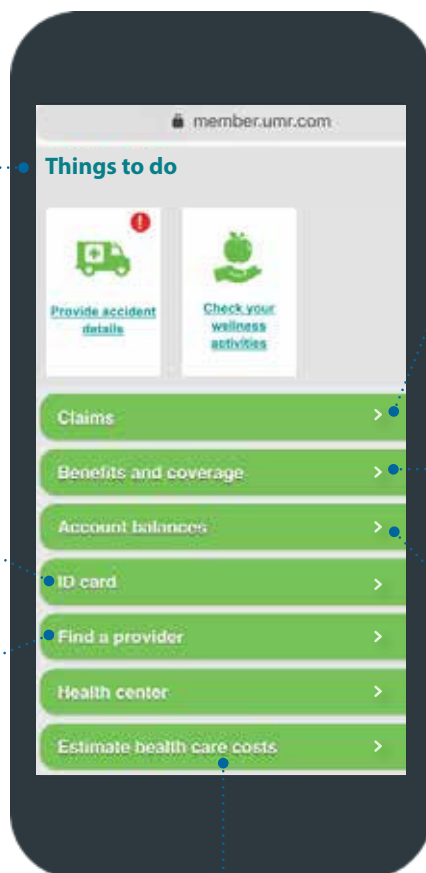 member.umr.com
Things to do
!
Provide accident
details
Check your
wellness
activities
Claims
Benefits and coverage
Account balances
ID card
Find a provider
Health center
Estimate health care costs